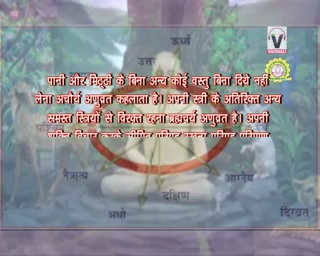 ऊर्ध्व
उत्तर
पानी और मिट्टी के बिना अन्य कोई वस्तु बिना दिये नहीं
लेना अचौर्य अणुव्रत कहलाता है। अपनी स्त्री के अतिरिक्त अन्य
समस्त स्त्रियों से विरक्त रहना ब्रह्मचर्य अणुव्रत है। अपनी
नैऋत्य
आग्नेय
दक्षिण
अधो
दिग्व्रत